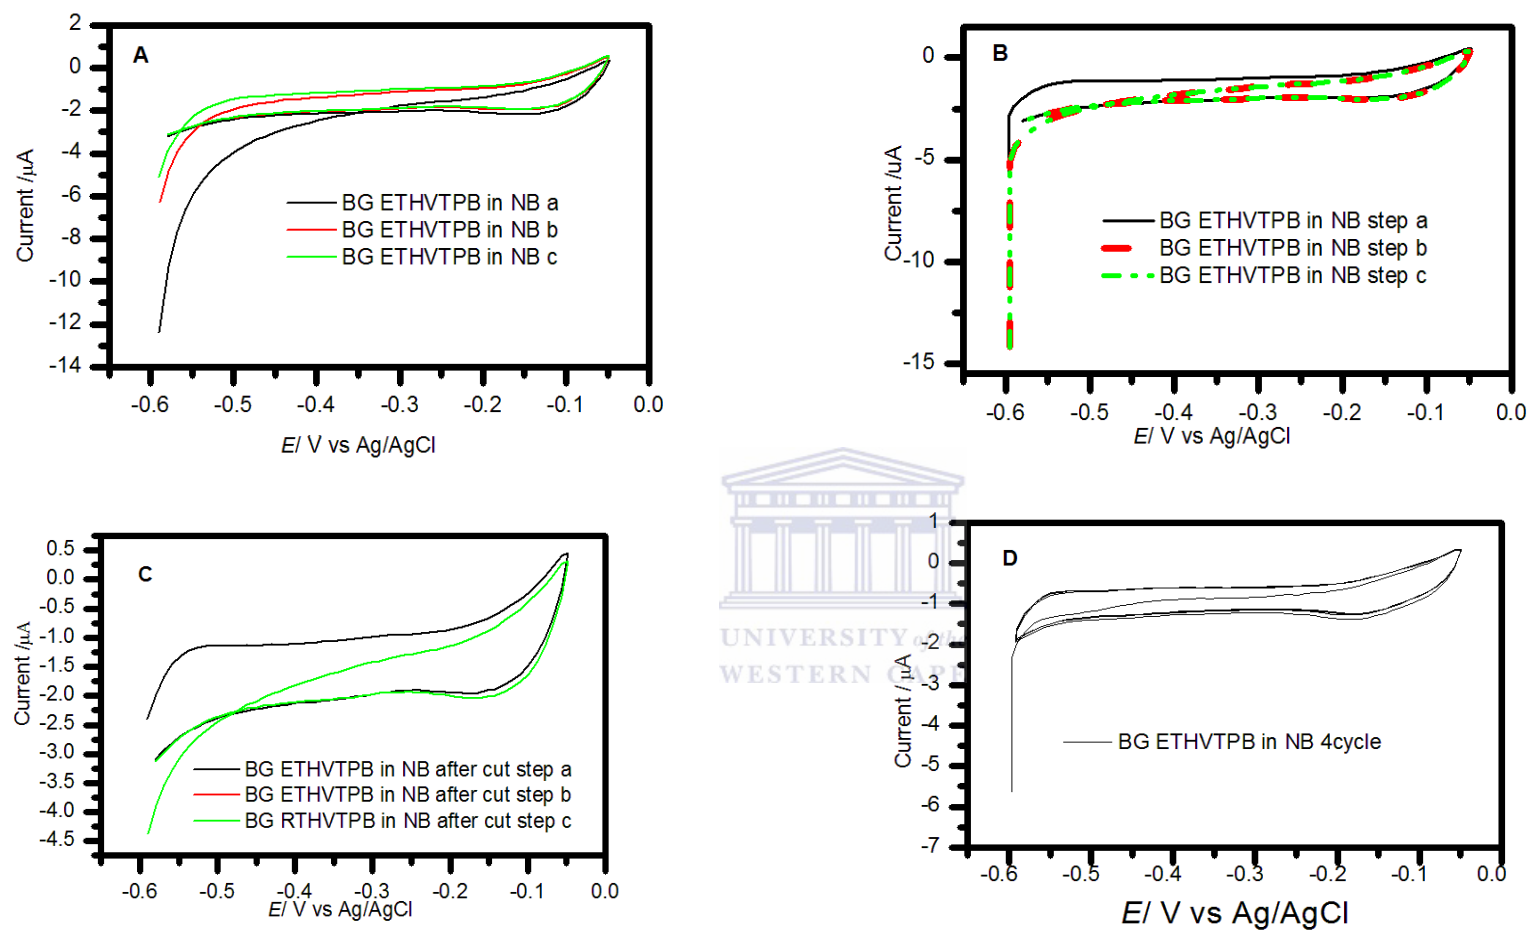 A
2
0
-2
-4
-6
-8
-10
-12
-14
Current /μA
BG ETHVTPB in NB a
BG ETHVTPB in NB b
BG ETHVTPB in NB c
-0.6 -0.5 -0.4 -0.3 -0.2 -0.1 0.0
E/ V vs Ag/AgCl
B
0
-5
-10
-15
Current /uA
BG ETHVTPB in NB step a
BG ETHVTPB in NB step b
BG ETHVTPB in NB step c
-0.6 -0.5 -0.4 -0.3 -0.2 -0.1 0.0
E/ V vs Ag/AgCl
UNIVERSITY of the
WESTERN CAPE
C
0.5
0.0
-0.5
-1.0
-1.5
-2.0
-2.5
-3.0
-3.5
-4.0
-4.5
Current /μA
BG ETHVTPB in NB after cut step a
BG ETHVTPB in NB after cut step b
BG RTHVTPB in NB after cut step c
-0.6 -0.5 -0.4 -0.3 -0.2 -0.1 0.0
E/ V vs Ag/AgCl
D
1
0
-1
-2
-3
-4
-5
-6
-7
Current / μA
BG ETHVTPB in NB 4cycle
-0.6 -0.5 -0.4 -0.3 -0.2 -0.1 0.0
E/ V vs Ag/AgCl